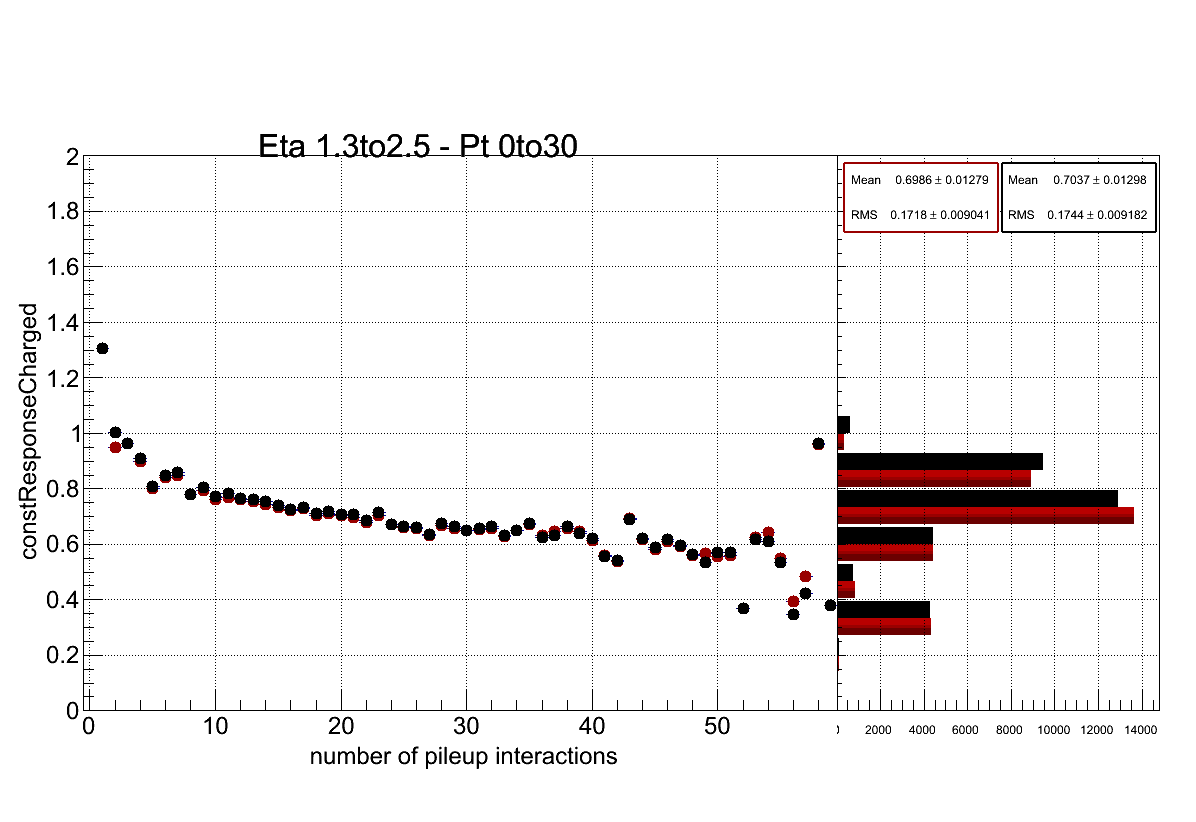 Eta 1.3to2.5 - Pt 0to30
constResponseCharged
2
1.8
1.6
1.4
1.2
1
0.8
0.6
0.4
0.2
0
0 10 20 30 40 50
number of pileup interactions
Mean 0.6986 ± 0.01279
RMS 0.1718 ± 0.009041
Mean 0.7037 ± 0.01298
RMS 0.1744 ± 0.009182
2000 4000 6000 8000 10000 12000 14000